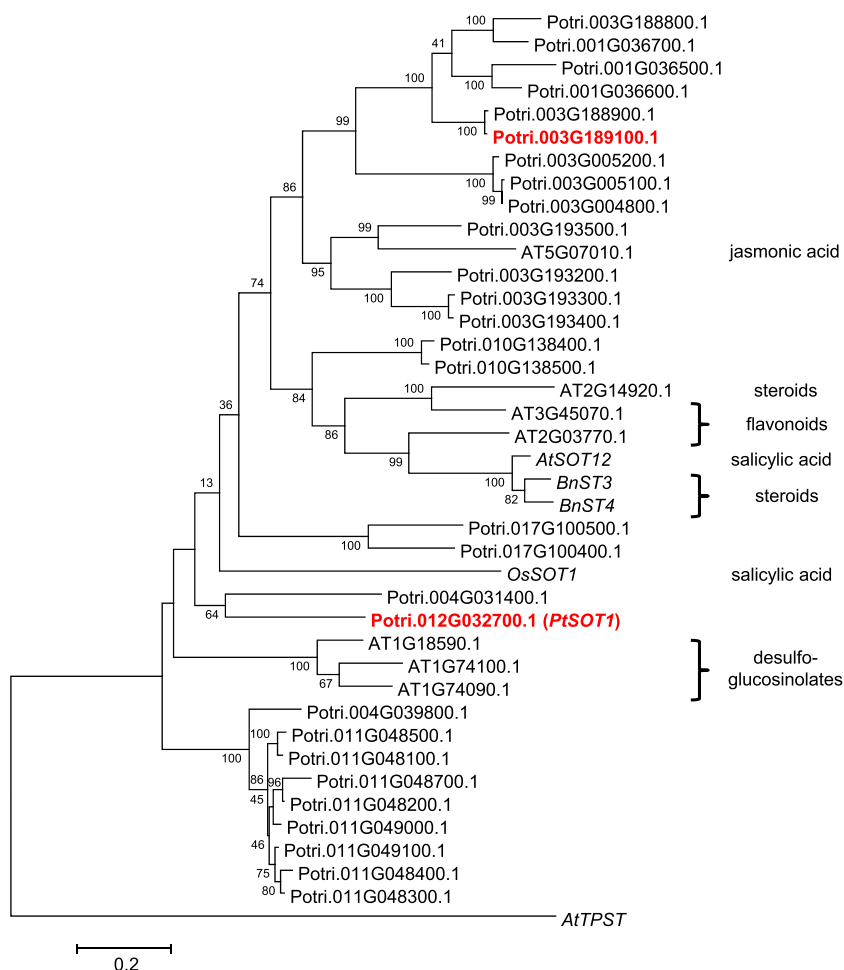 100
Potri.003G188800.1
41
Potri.001G036700.1
Potri.001G036500.1
100
100
Potri.001G036600.1
Potri.003G188900.1
99
100
Potri.003G189100.1
Potri.003G005200.1
100
Potri.003G005100.1
86
99
Potri.003G004800.1
99
Potri.003G193500.1
AT5G07010.1
jasmonic acid
95
Potri.003G193200.1
74
100
Potri.003G193300.1
100
Potri.003G193400.1
100
Potri.010G138400.1
Potri.010G138500.1
84
100
AT2G14920.1
steroids
36
AT3G45070.1
flavonoids
86
AT2G03770.1
99
AtSOT12
salicylic acid
100
BnST3
13
82
BnST4
steroids
Potri.017G100500.1
100
Potri.017G100400.1
OsSOT1
salicylic acid
Potri.004G031400.1
64
Potri.012G032700.1 (PtSOT1)
AT1G18590.1
100
AT1G74100.1
desulfo-
glucosinolates
67
AT1G74090.1
Potri.004G039800.1
100
Potri.011G048500.1
100
Potri.011G048100.1
86
96
Potri.011G048700.1
45
Potri.011G048200.1
Potri.011G049000.1
46
Potri.011G049100.1
75
Potri.011G048400.1
80
Potri.011G048300.1
AtTPST
0.2